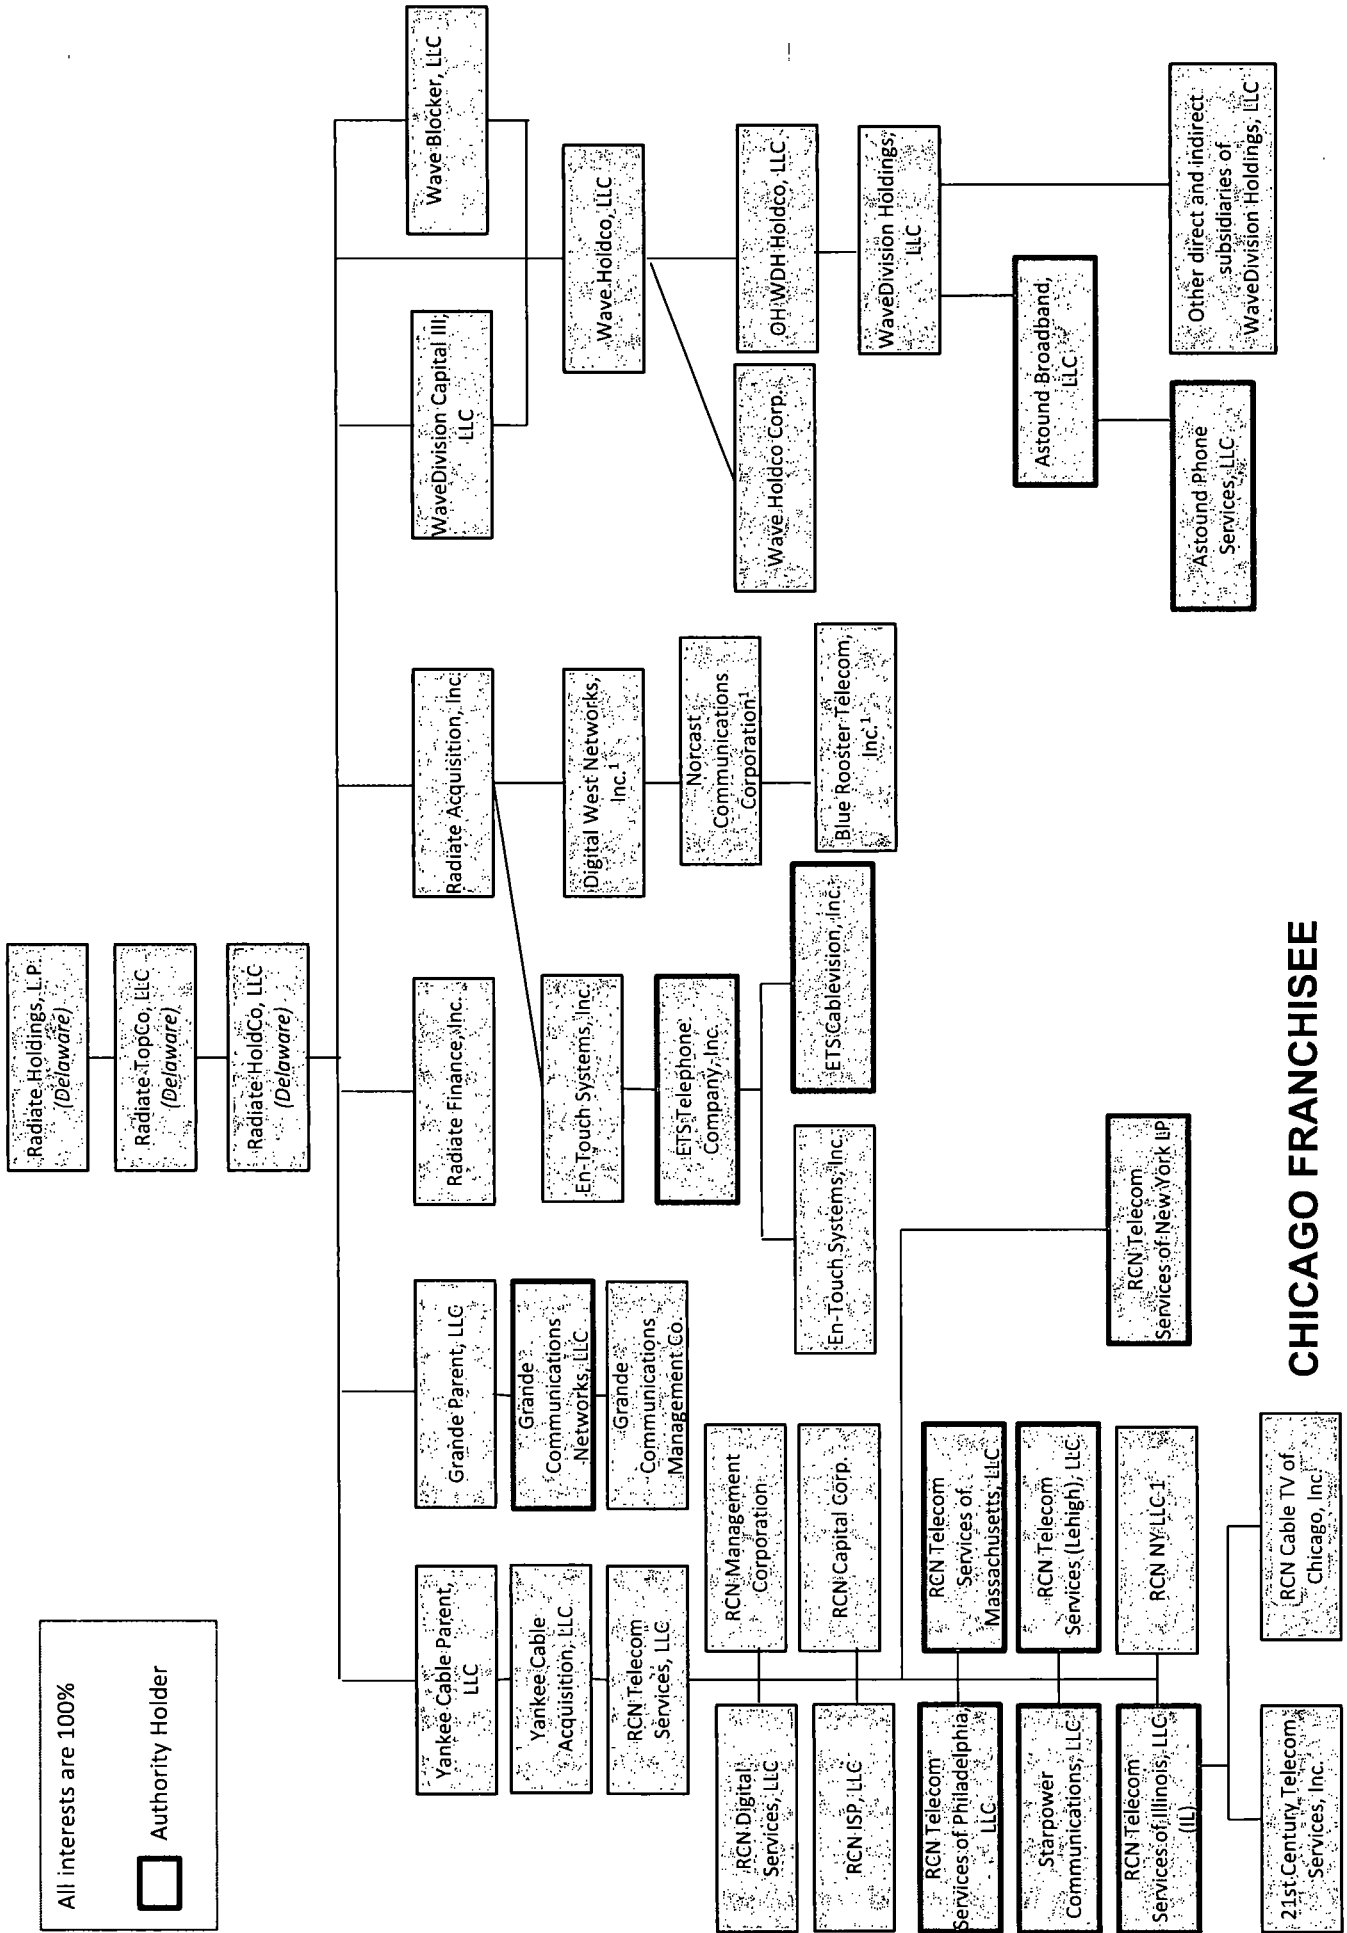 All interests are 100%
Authority Holder
Radiate Holdings, L.P.
(Delaware)
Radiate TopCo, LLC
(Delaware)
Radiate HoldCo, LLC
(Delaware)
Yankee Cable Parent,
LLC
Grande Parent, LLC
Radiate Finance, Inc.
Radiate Acquisition, Inc.
WaveDivision Capital III,
LLC
Wave Blocker, LLC
Yankee Cable
Acquisition, LLC
RCN Telecom
Services, LLC
Grande
Communications
Networks, LLC
Grande
Communications
Management Co.
En-Touch Systems, Inc.
ETS Telephone
Company, Inc.
En-Touch Systems, Inc.
ETS Cablevision, Inc.
Digital West Networks,
Inc.1
Norcast
Communications
Corporation1
Blue Rooster Telecom,
Inc.1
Wave Holdco, LLC
Wave Holdco Corp.
OH WDH Holdco, LLC
WaveDivision Holdings,
LLC
Astound Broadband,
LLC
Astound Phone
Services, LLC
Other direct and indirect
subsidiaries of
WaveDivision Holdings, LLC
RCN Digital
Services, LLC
RCN Management
Corporation
RCN ISP, LLC
RCN Capital Corp.
RCN Telecom
Services of Philadelphia,
LLC
RCN Telecom
Services of
Massachusetts, LLC
Starpower
Communications, LLC
RCN Telecom
Services (Lehigh), LLC
RCN Telecom
Services of Illinois, LLC
(IL)
RCN NY LLC 1
RCN Telecom
Services of New York LP
21st Century Telecom
Services, Inc.
RCN Cable TV of
Chicago, Inc.
CHICAGO FRANCHISEE